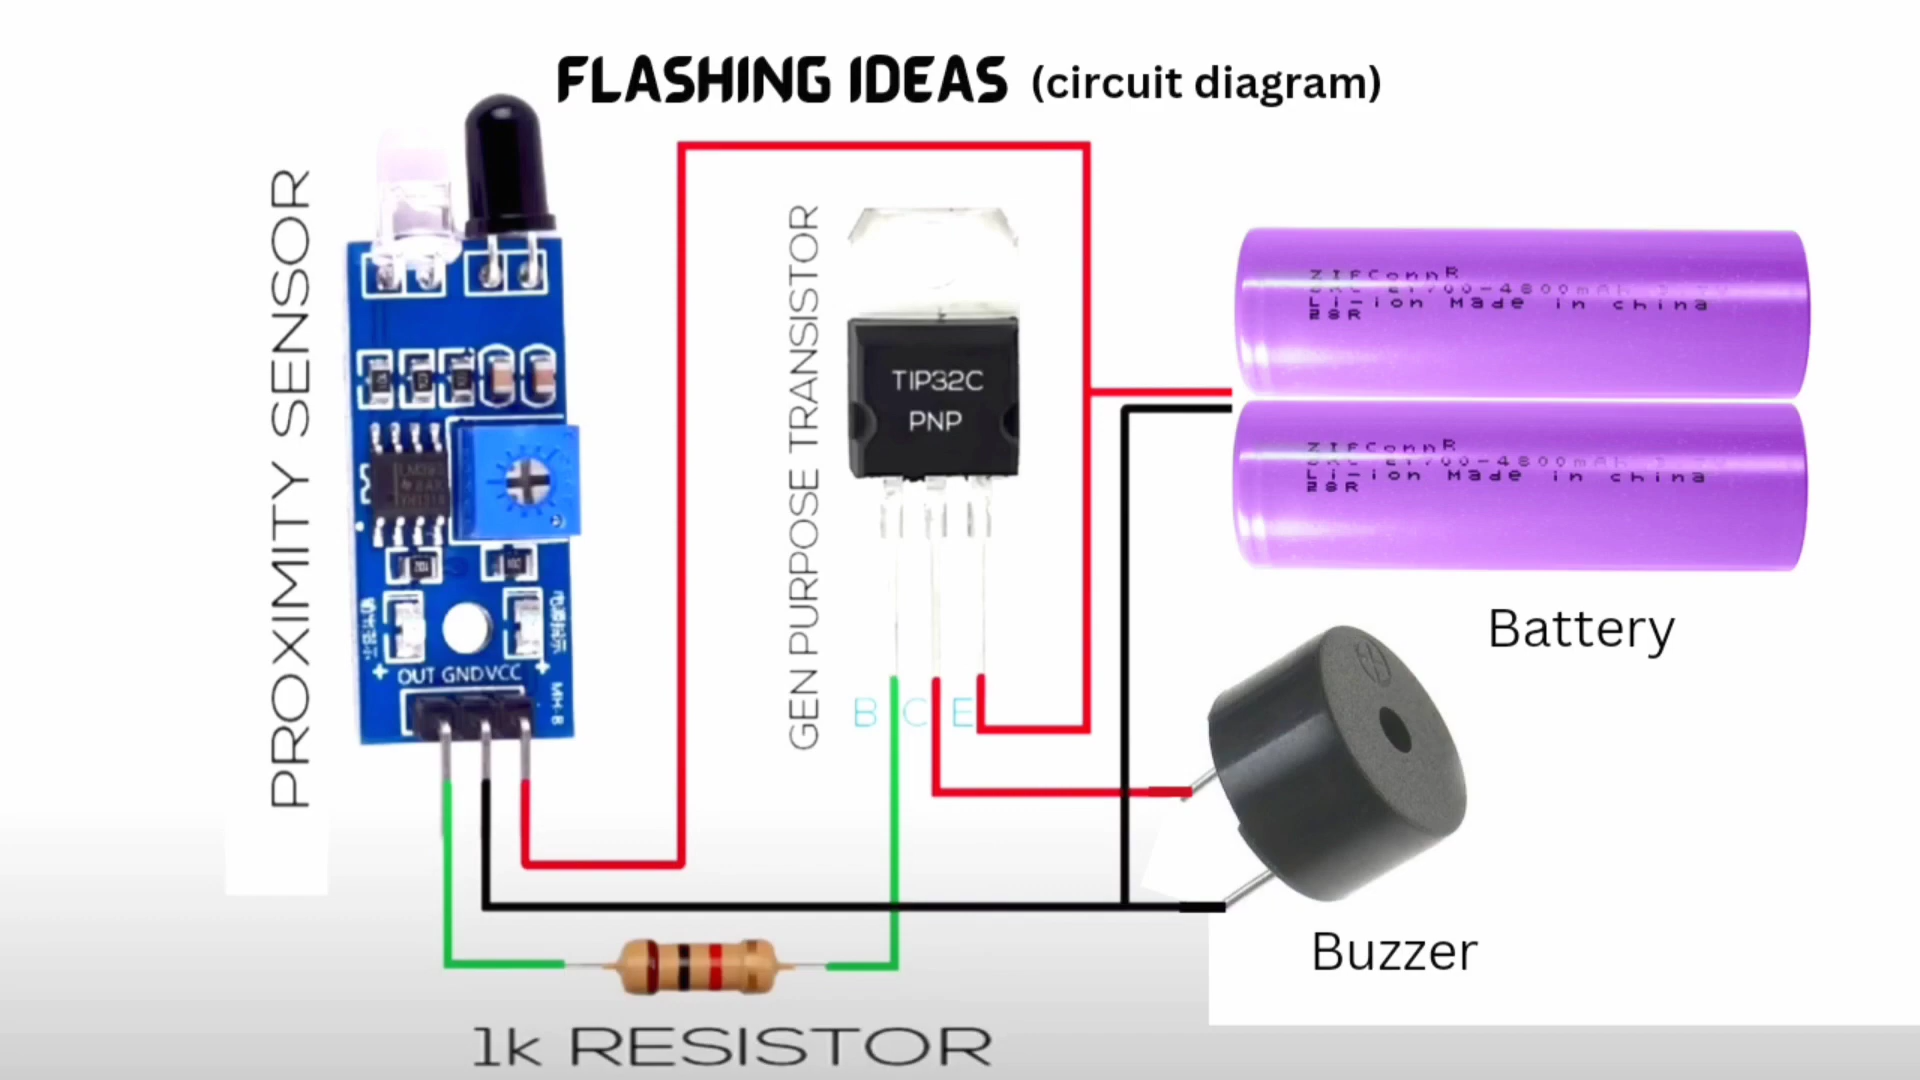 FLASHING IDEAS (circuit diagram)
PROXIMITY SENSOR
OUT GND VCC
MH-B
GEN PURPOSE TRANSISTOR
TIP32C
PNP
B C E
Li-ion Made in china
Li-ion Made in china
Battery
Buzzer
1k RESISTOR